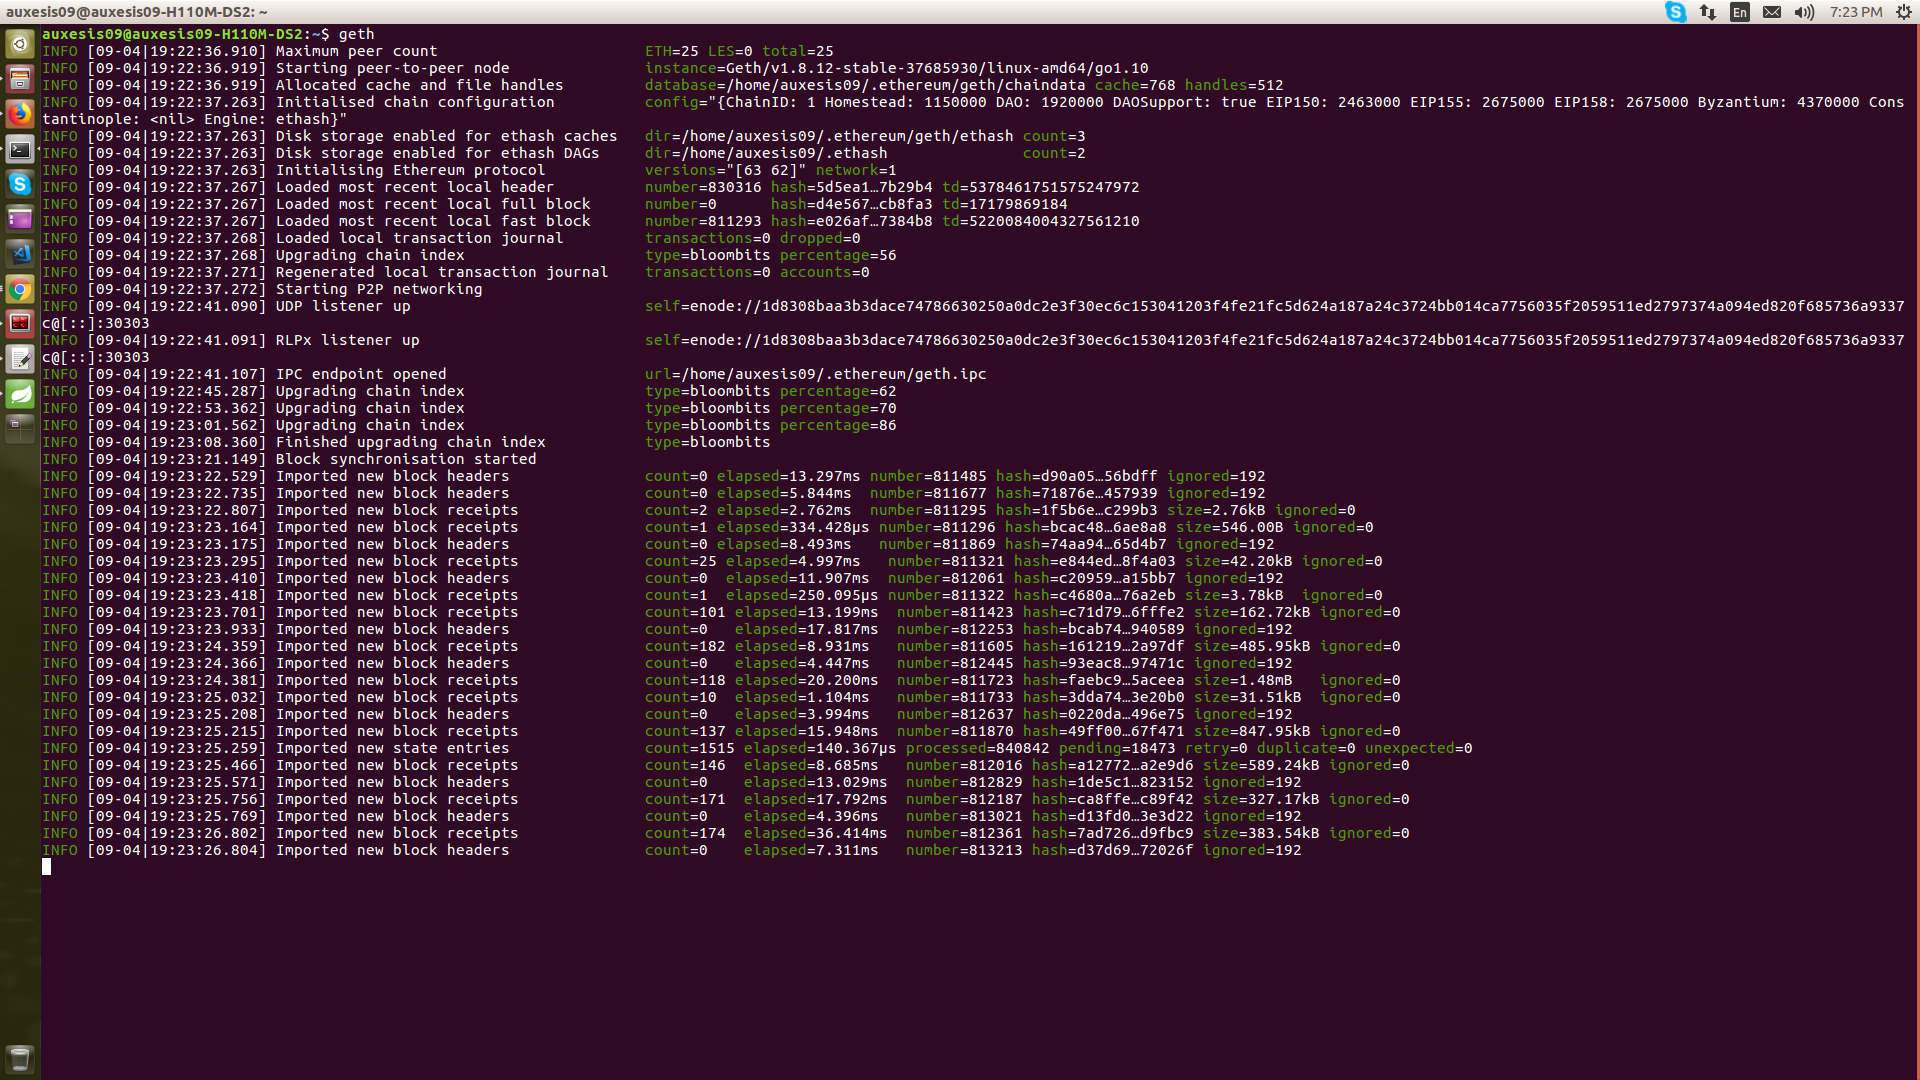 auxesis09@auxesis09-H110M-DS2: ~
En 7:23 PM
auxesis09@auxesis09-H110M-DS2:~$ geth
INFO [09-04|19:22:36.910] Maximum peer count ETH=25 LES=0 total=25
INFO [09-04|19:22:36.919] Starting peer-to-peer node instance=Geth/v1.8.12-stable-37685930/linux-amd64/go1.10
INFO [09-04|19:22:36.919] Allocated cache and file handles database=/home/auxesis09/.ethereum/geth/chaindata cache=768 handles=512
INFO [09-04|19:22:37.263] Initialised chain configuration config="{ChainID: 1 Homestead: 1150000 DAO: 1920000 DAOSupport: true EIP150: 2463000 EIP155: 2675000 EIP158: 2675000 Byzantium: 4370000 Cons
tantinople: <nil> Engine: ethash}"
INFO [09-04|19:22:37.263] Disk storage enabled for ethash caches dir=/home/auxesis09/.ethereum/geth/ethash count=3
INFO [09-04|19:22:37.263] Disk storage enabled for ethash DAGs dir=/home/auxesis09/.ethash count=2
INFO [09-04|19:22:37.263] Initialising Ethereum protocol versions="[63 62]" network=1
INFO [09-04|19:22:37.267] Loaded most recent local header number=830316 hash=5d5ea1…7b29b4 td=5378461751575247972
INFO [09-04|19:22:37.267] Loaded most recent local full block number=0 hash=d4e567…cb8fa3 td=17179869184
INFO [09-04|19:22:37.267] Loaded most recent local fast block number=811293 hash=e026af…7384b8 td=5220084004327561210
INFO [09-04|19:22:37.268] Loaded local transaction journal transactions=0 dropped=0
INFO [09-04|19:22:37.268] Upgrading chain index type=bloombits percentage=56
INFO [09-04|19:22:37.271] Regenerated local transaction journal transactions=0 accounts=0
INFO [09-04|19:22:37.272] Starting P2P networking
INFO [09-04|19:22:41.090] UDP listener up self=enode://1d8308baa3b3dace74786630250a0dc2e3f30ec6c153041203f4fe21fc5d624a187a24c3724bb014ca7756035f2059511ed2797374a094ed820f685736a9337
c@[::]:30303
INFO [09-04|19:22:41.091] RLPx listener up self=enode://1d8308baa3b3dace74786630250a0dc2e3f30ec6c153041203f4fe21fc5d624a187a24c3724bb014ca7756035f2059511ed2797374a094ed820f685736a9337
c@[::]:30303
INFO [09-04|19:22:41.107] IPC endpoint opened url=/home/auxesis09/.ethereum/geth.ipc
INFO [09-04|19:22:45.287] Upgrading chain index type=bloombits percentage=62
INFO [09-04|19:22:53.362] Upgrading chain index type=bloombits percentage=70
INFO [09-04|19:23:01.562] Upgrading chain index type=bloombits percentage=86
INFO [09-04|19:23:08.360] Finished upgrading chain index type=bloombits
INFO [09-04|19:23:21.149] Block synchronisation started
INFO [09-04|19:23:22.529] Imported new block headers count=0 elapsed=13.297ms number=811485 hash=d90a05…56bdff ignored=192
INFO [09-04|19:23:22.735] Imported new block headers count=0 elapsed=5.844ms number=811677 hash=71876e…457939 ignored=192
INFO [09-04|19:23:22.807] Imported new block receipts count=2 elapsed=2.762ms number=811295 hash=1f5b6e…c299b3 size=2.76kB ignored=0
INFO [09-04|19:23:23.164] Imported new block receipts count=1 elapsed=334.428µs number=811296 hash=bcac48…6ae8a8 size=546.00B ignored=0
INFO [09-04|19:23:23.175] Imported new block headers count=0 elapsed=8.493ms number=811869 hash=74aa94…65d4b7 ignored=192
INFO [09-04|19:23:23.295] Imported new block receipts count=25 elapsed=4.997ms number=811321 hash=e844ed…8f4a03 size=42.20kB ignored=0
INFO [09-04|19:23:23.410] Imported new block headers count=0 elapsed=11.907ms number=812061 hash=c20959…a15bb7 ignored=192
INFO [09-04|19:23:23.418] Imported new block receipts count=1 elapsed=250.095µs number=811322 hash=c4680a…76a2eb size=3.78kB ignored=0
INFO [09-04|19:23:23.701] Imported new block receipts count=101 elapsed=13.199ms number=811423 hash=c71d79…6fffe2 size=162.72kB ignored=0
INFO [09-04|19:23:23.933] Imported new block headers count=0 elapsed=17.817ms number=812253 hash=bcab74…940589 ignored=192
INFO [09-04|19:23:24.359] Imported new block receipts count=182 elapsed=8.931ms number=811605 hash=161219…2a97df size=485.95kB ignored=0
INFO [09-04|19:23:24.366] Imported new block headers count=0 elapsed=4.447ms number=812445 hash=93eac8…97471c ignored=192
INFO [09-04|19:23:24.381] Imported new block receipts count=118 elapsed=20.200ms number=811723 hash=faebc9…5aceea size=1.48mB ignored=0
INFO [09-04|19:23:25.032] Imported new block receipts count=10 elapsed=1.104ms number=811733 hash=3dda74…3e20b0 size=31.51kB ignored=0
INFO [09-04|19:23:25.208] Imported new block headers count=0 elapsed=3.994ms number=812637 hash=0220da…496e75 ignored=192
INFO [09-04|19:23:25.215] Imported new block receipts count=137 elapsed=15.948ms number=811870 hash=49ff00…67f471 size=847.95kB ignored=0
INFO [09-04|19:23:25.259] Imported new state entries count=1515 elapsed=140.367µs processed=840842 pending=18473 retry=0 duplicate=0 unexpected=0
INFO [09-04|19:23:25.466] Imported new block receipts count=146 elapsed=8.685ms number=812016 hash=a12772…a2e9d6 size=589.24kB ignored=0
INFO [09-04|19:23:25.571] Imported new block headers count=0 elapsed=13.029ms number=812829 hash=1de5c1…823152 ignored=192
INFO [09-04|19:23:25.756] Imported new block receipts count=171 elapsed=17.792ms number=812187 hash=ca8ffe…c89f42 size=327.17kB ignored=0
INFO [09-04|19:23:25.769] Imported new block headers count=0 elapsed=4.396ms number=813021 hash=d13fd0…3e3d22 ignored=192
INFO [09-04|19:23:26.802] Imported new block receipts count=174 elapsed=36.414ms number=812361 hash=7ad726…d9fbc9 size=383.54kB ignored=0
INFO [09-04|19:23:26.804] Imported new block headers count=0 elapsed=7.311ms number=813213 hash=d37d69…72026f ignored=192